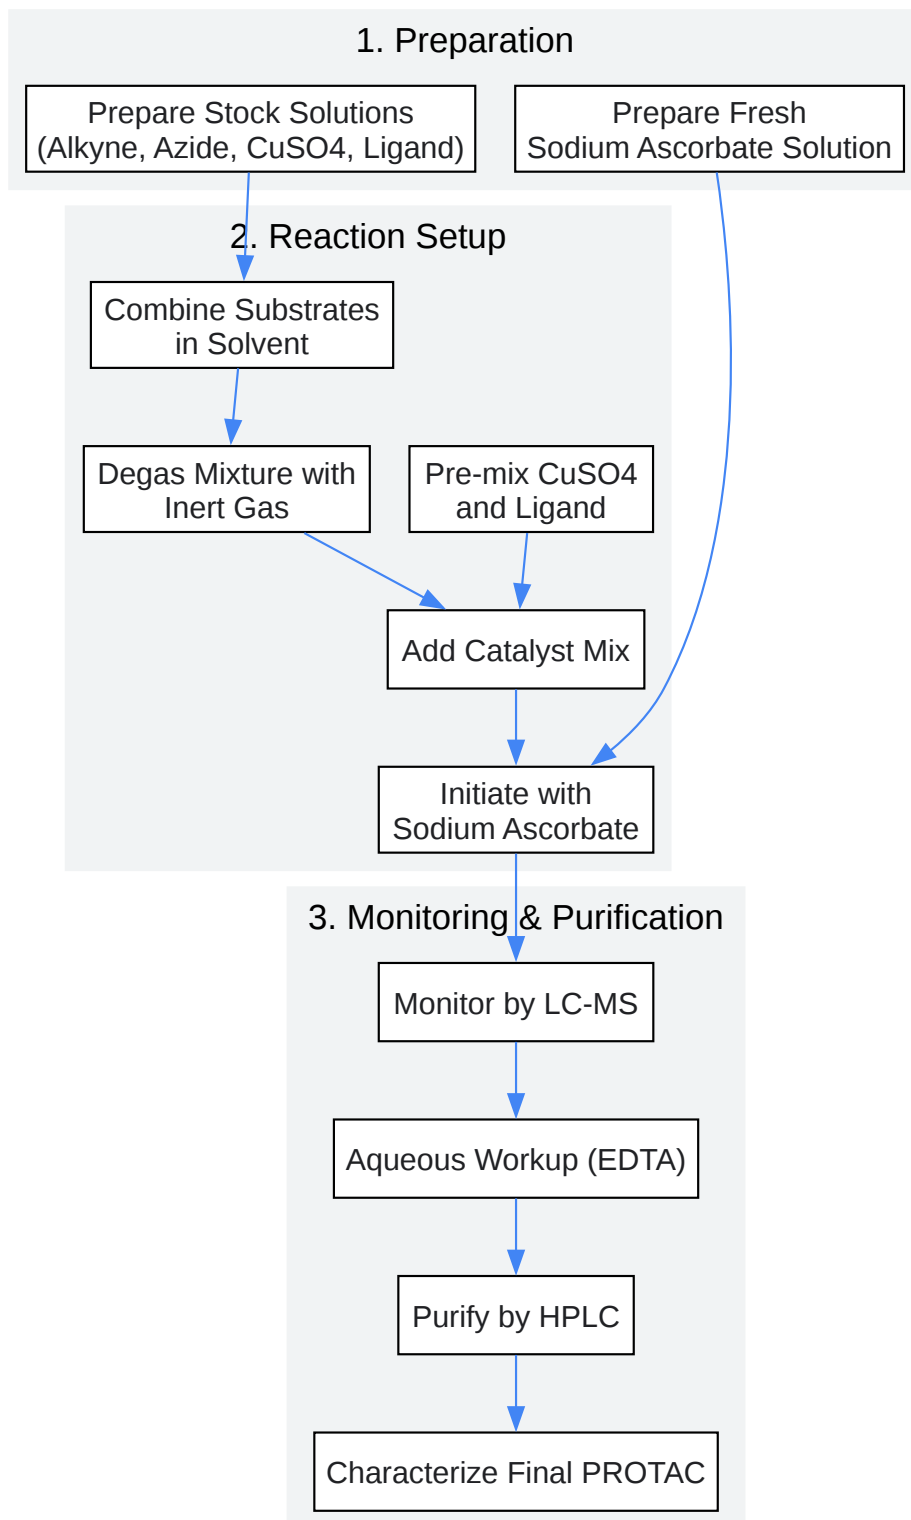 1. Preparation
Prepare Stock Solutions
(Alkyne, Azide, CuSO4, Ligand)
Prepare Fresh
Sodium Ascorbate Solution
2. Reaction Setup
Combine Substrates
in Solvent
Degas Mixture with
Inert Gas
Pre-mix CuSO4
and Ligand
Add Catalyst Mix
Initiate with
Sodium Ascorbate
3. Monitoring & Purification
Monitor by LC-MS
Aqueous Workup (EDTA)
Purify by HPLC
Characterize Final PROTAC